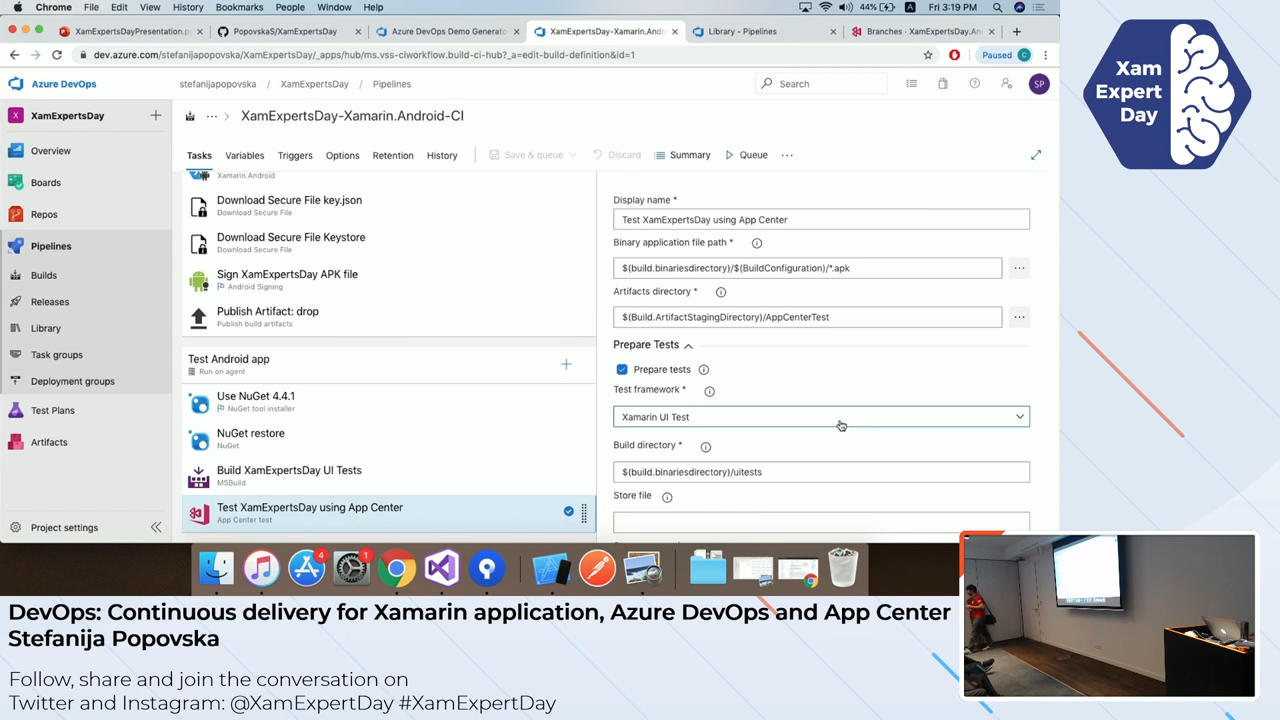 Chrome File Edit View History Bookmarks People Window Help
44% Fri 3:19 PM
XamExpertsDayPresentation.p
PopovskaS/XamExpertsDay
Azure DevOps Demo Generato
XamExpertsDay-Xamarin.Andr
Library - Pipelines
Branches · XamExpertsDay.An
dev.azure.com/stefanijapopovska/XamExpertsDay/_apps/hub/ms.vss-ciworkflow.build-ci-hub?_a=edit-build-definition&id=1
Paused C
Azure DevOps
stefanijapopovska / XamExpertsDay / Pipelines
Search
SP
X XamExpertsDay
Overview
Boards
Repos
Pipelines
Builds
Releases
Library
Task groups
Deployment groups
Test Plans
Artifacts
Project settings
XamExpertsDay-Xamarin.Android-CI
Tasks Variables Triggers Options Retention History Save & queue Discard Summary Queue
Xamarin.Android
Download Secure File key.json
Download Secure File
Download Secure File Keystore
Download Secure File
Sign XamExpertsDay APK file
Android Signing
Publish Artifact: drop
Publish build artifacts
Test Android app
Run on agent
Use NuGet 4.4.1
NuGet tool installer
NuGet restore
NuGet
Build XamExpertsDay UI Tests
MSBuild
Test XamExpertsDay using App Center
App Center test
Display name *
Test XamExpertsDay using App Center
Binary application file path *
$(build.binariesdirectory)/$(BuildConfiguration)/*.apk
Artifacts directory *
$(Build.ArtifactStagingDirectory)/AppCenterTest
Prepare Tests
Prepare tests
Test framework *
Xamarin UI Test
Build directory *
$(build.binariesdirectory)/uitests
Store file
4
1
Xam
Expert
Day
DevOps: Continuous delivery for Xamarin application, Azure DevOps and App Center
Stefanija Popovska
Follow, share and join the conversation on
Twitter and Instagram: @XamExpertDay #XamExpertDay